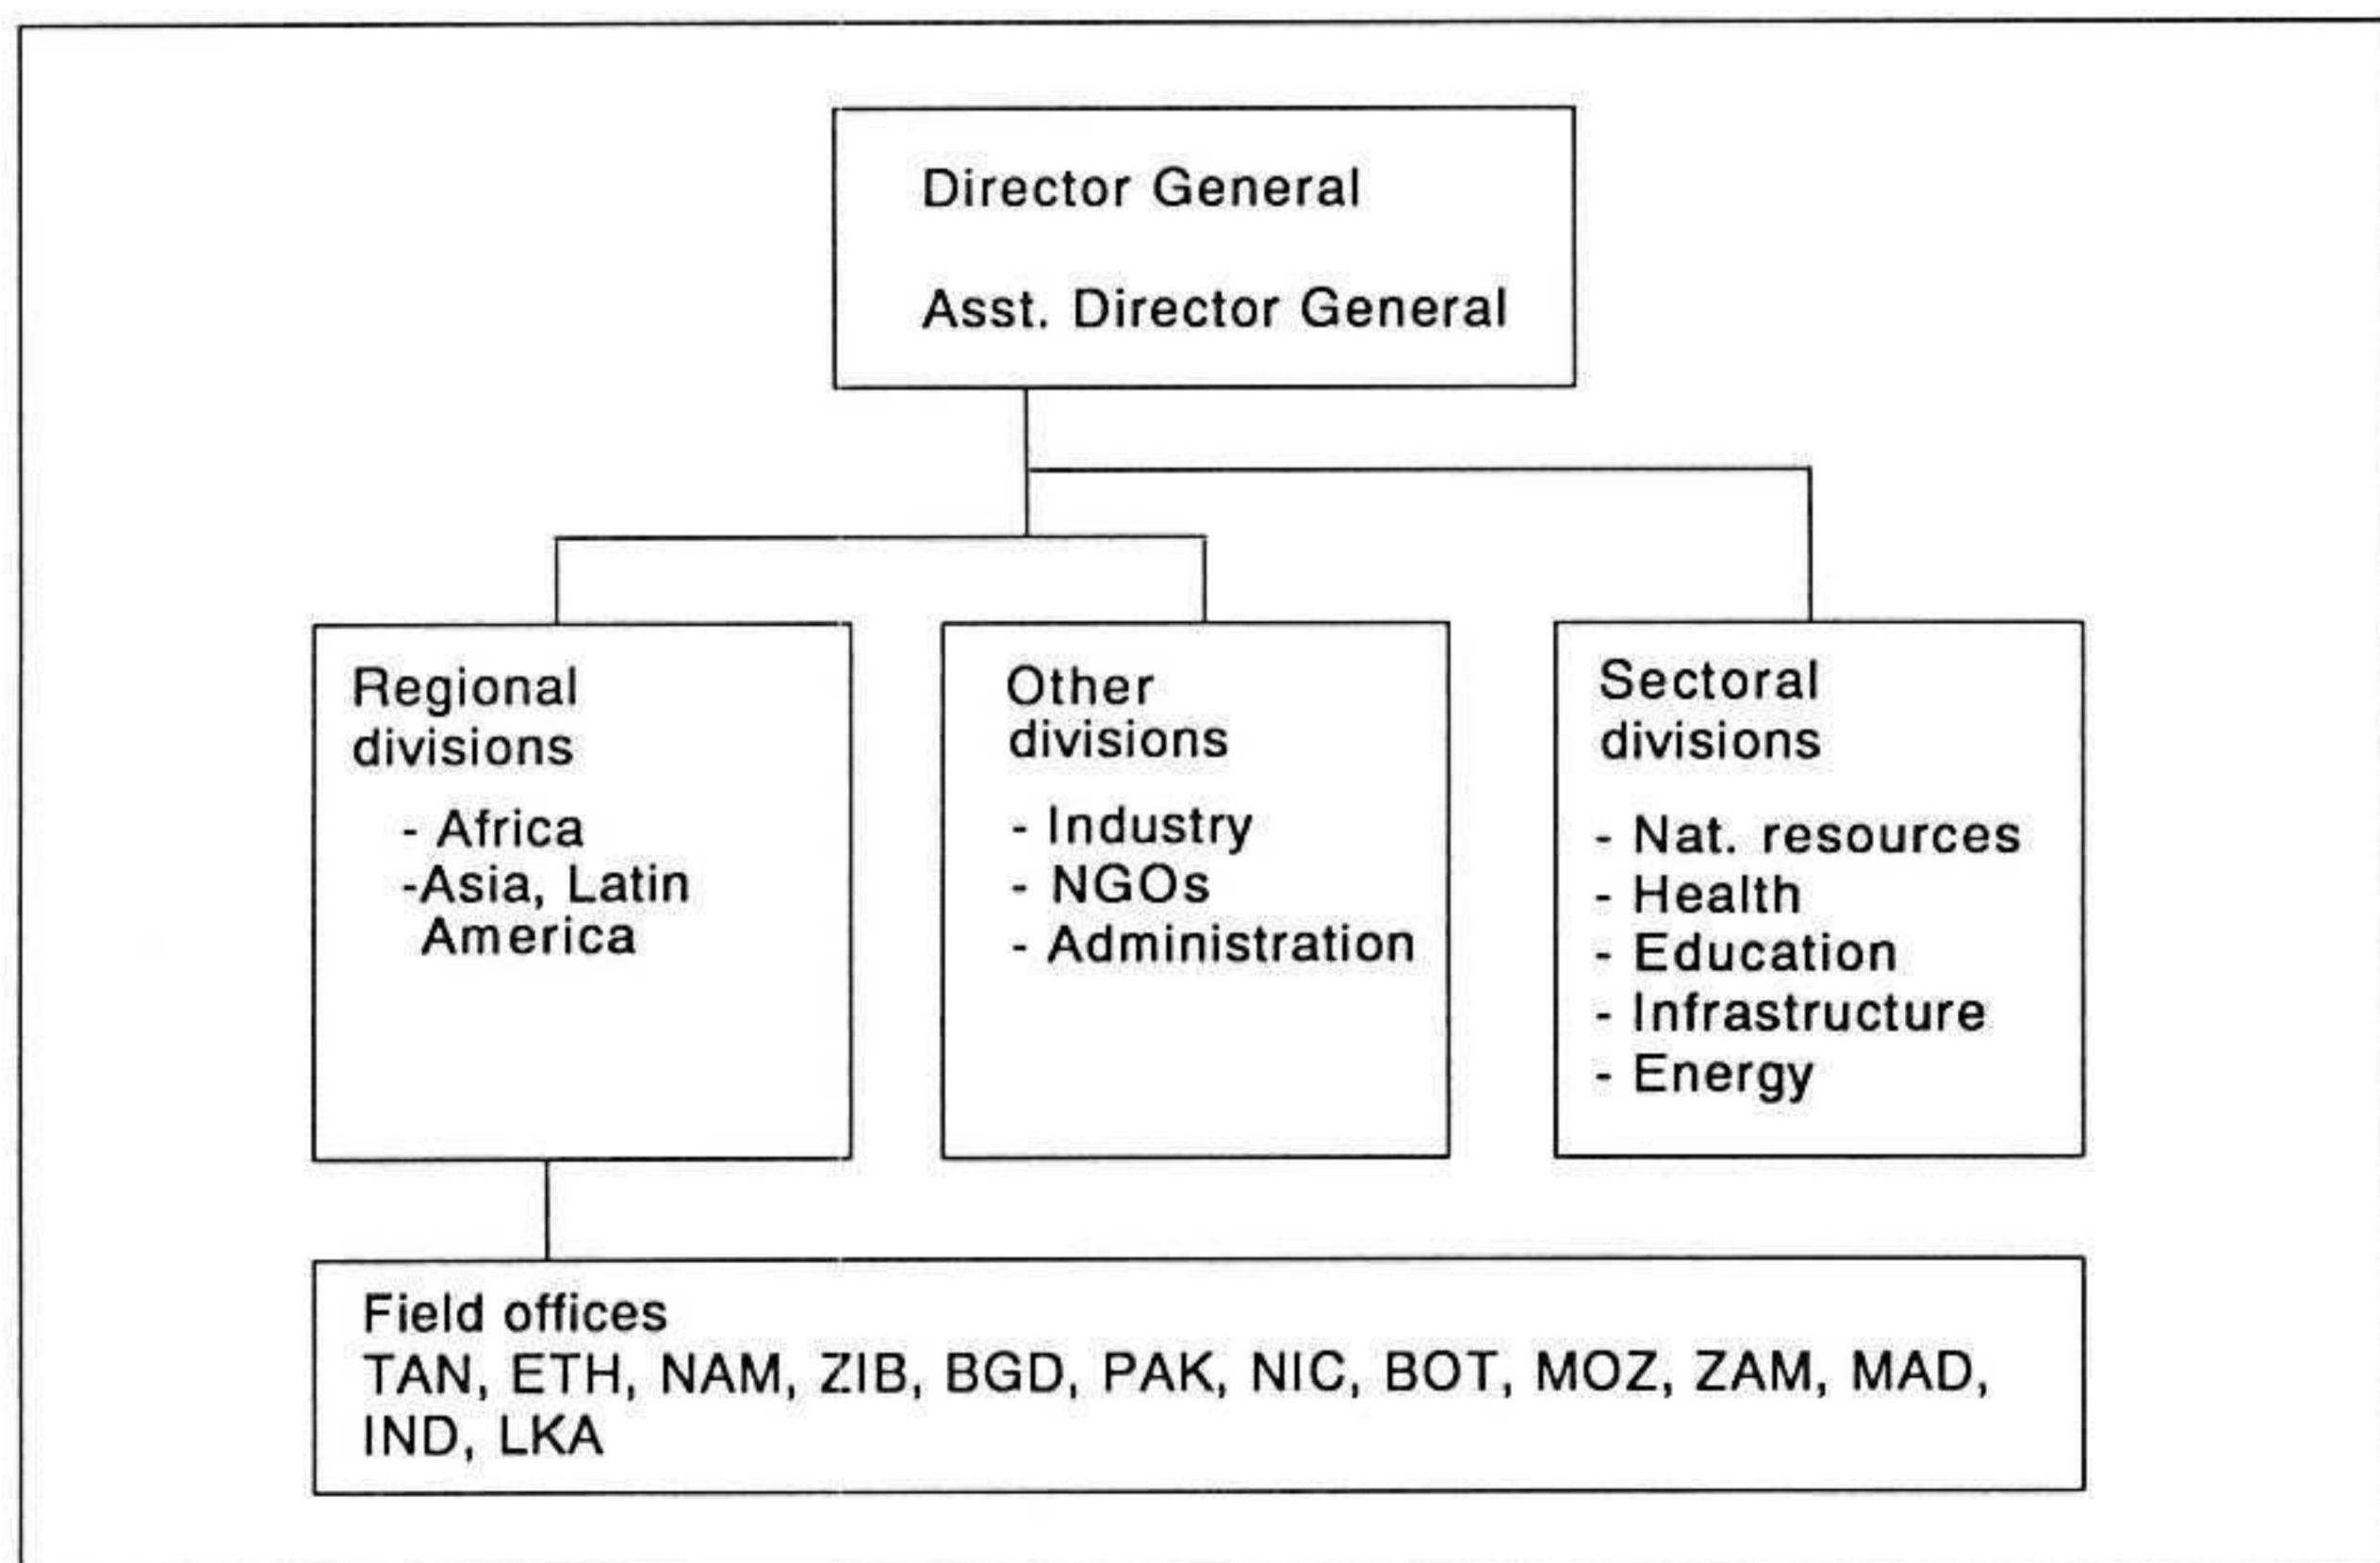 Director General
Asst. Director General
Regional
divisions
- Africa
-Asia, Latin
America
Other
divisions
- Industry
- NGOs
- Administration
Sectoral
divisions
- Nat. resources
- Health
- Education
- Infrastructure
- Energy
Field offices
TAN, ETH, NAM, ZIB, BGD, PAK, NIC, BOT, MOZ, ZAM, MAD,
IND, LKA